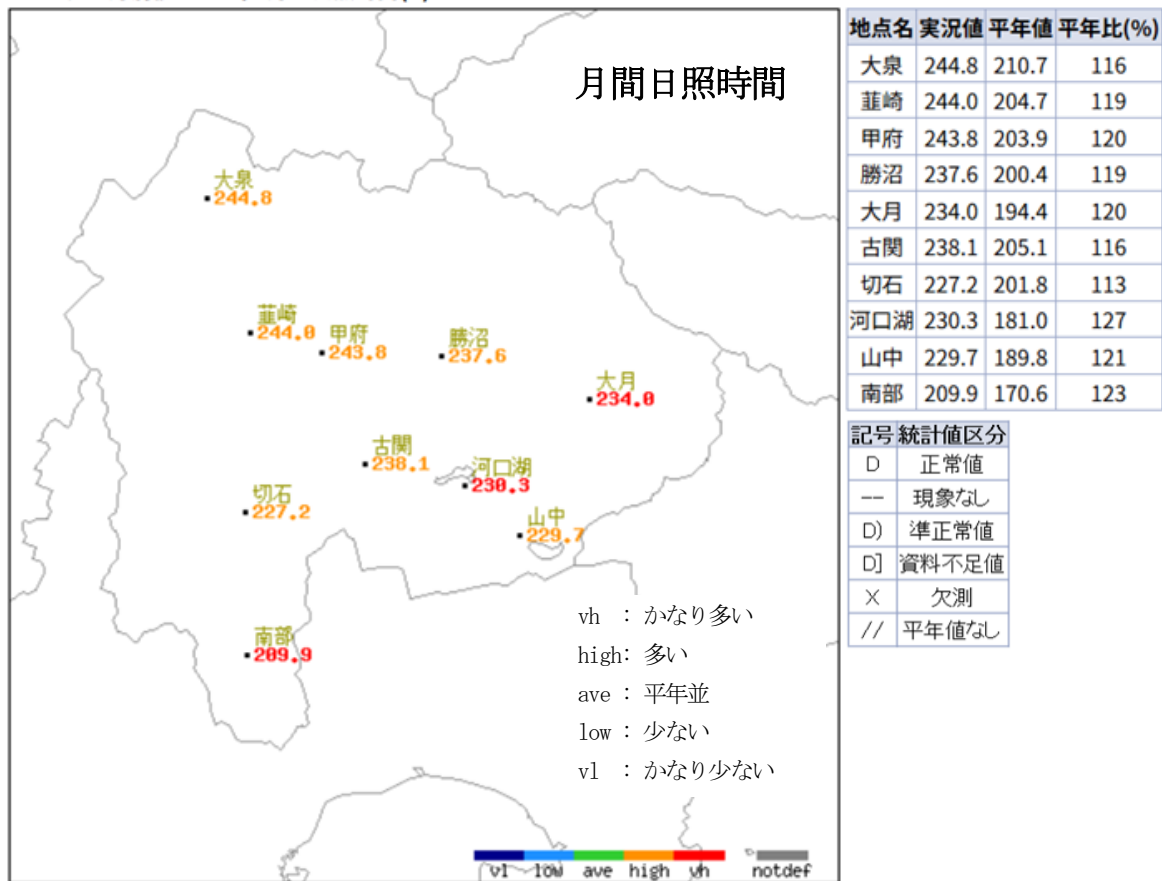 月間日照時間
大泉
244.8
韮崎
244.0
甲府
243.8
勝沼
237.6
大月
234.0
古関
238.1
河口湖
230.3
切石
227.2
山中
229.7
南部
209.9
vh : かなり多い
high: 多い
ave : 平年並
low : 少ない
vl : かなり少ない
vl low ave high vh notdef
地点名 実況値 平年値 平年比(%)
大泉 244.8 210.7 116
韮崎 244.0 204.7 119
甲府 243.8 203.9 120
勝沼 237.6 200.4 119
大月 234.0 194.4 120
古関 238.1 205.1 116
切石 227.2 201.8 113
河口湖 230.3 181.0 127
山中 229.7 189.8 121
南部 209.9 170.6 123
記号 統計値区分
D 正常値
-- 現象なし
D) 準正常値
D] 資料不足値
× 欠測
// 平年値なし